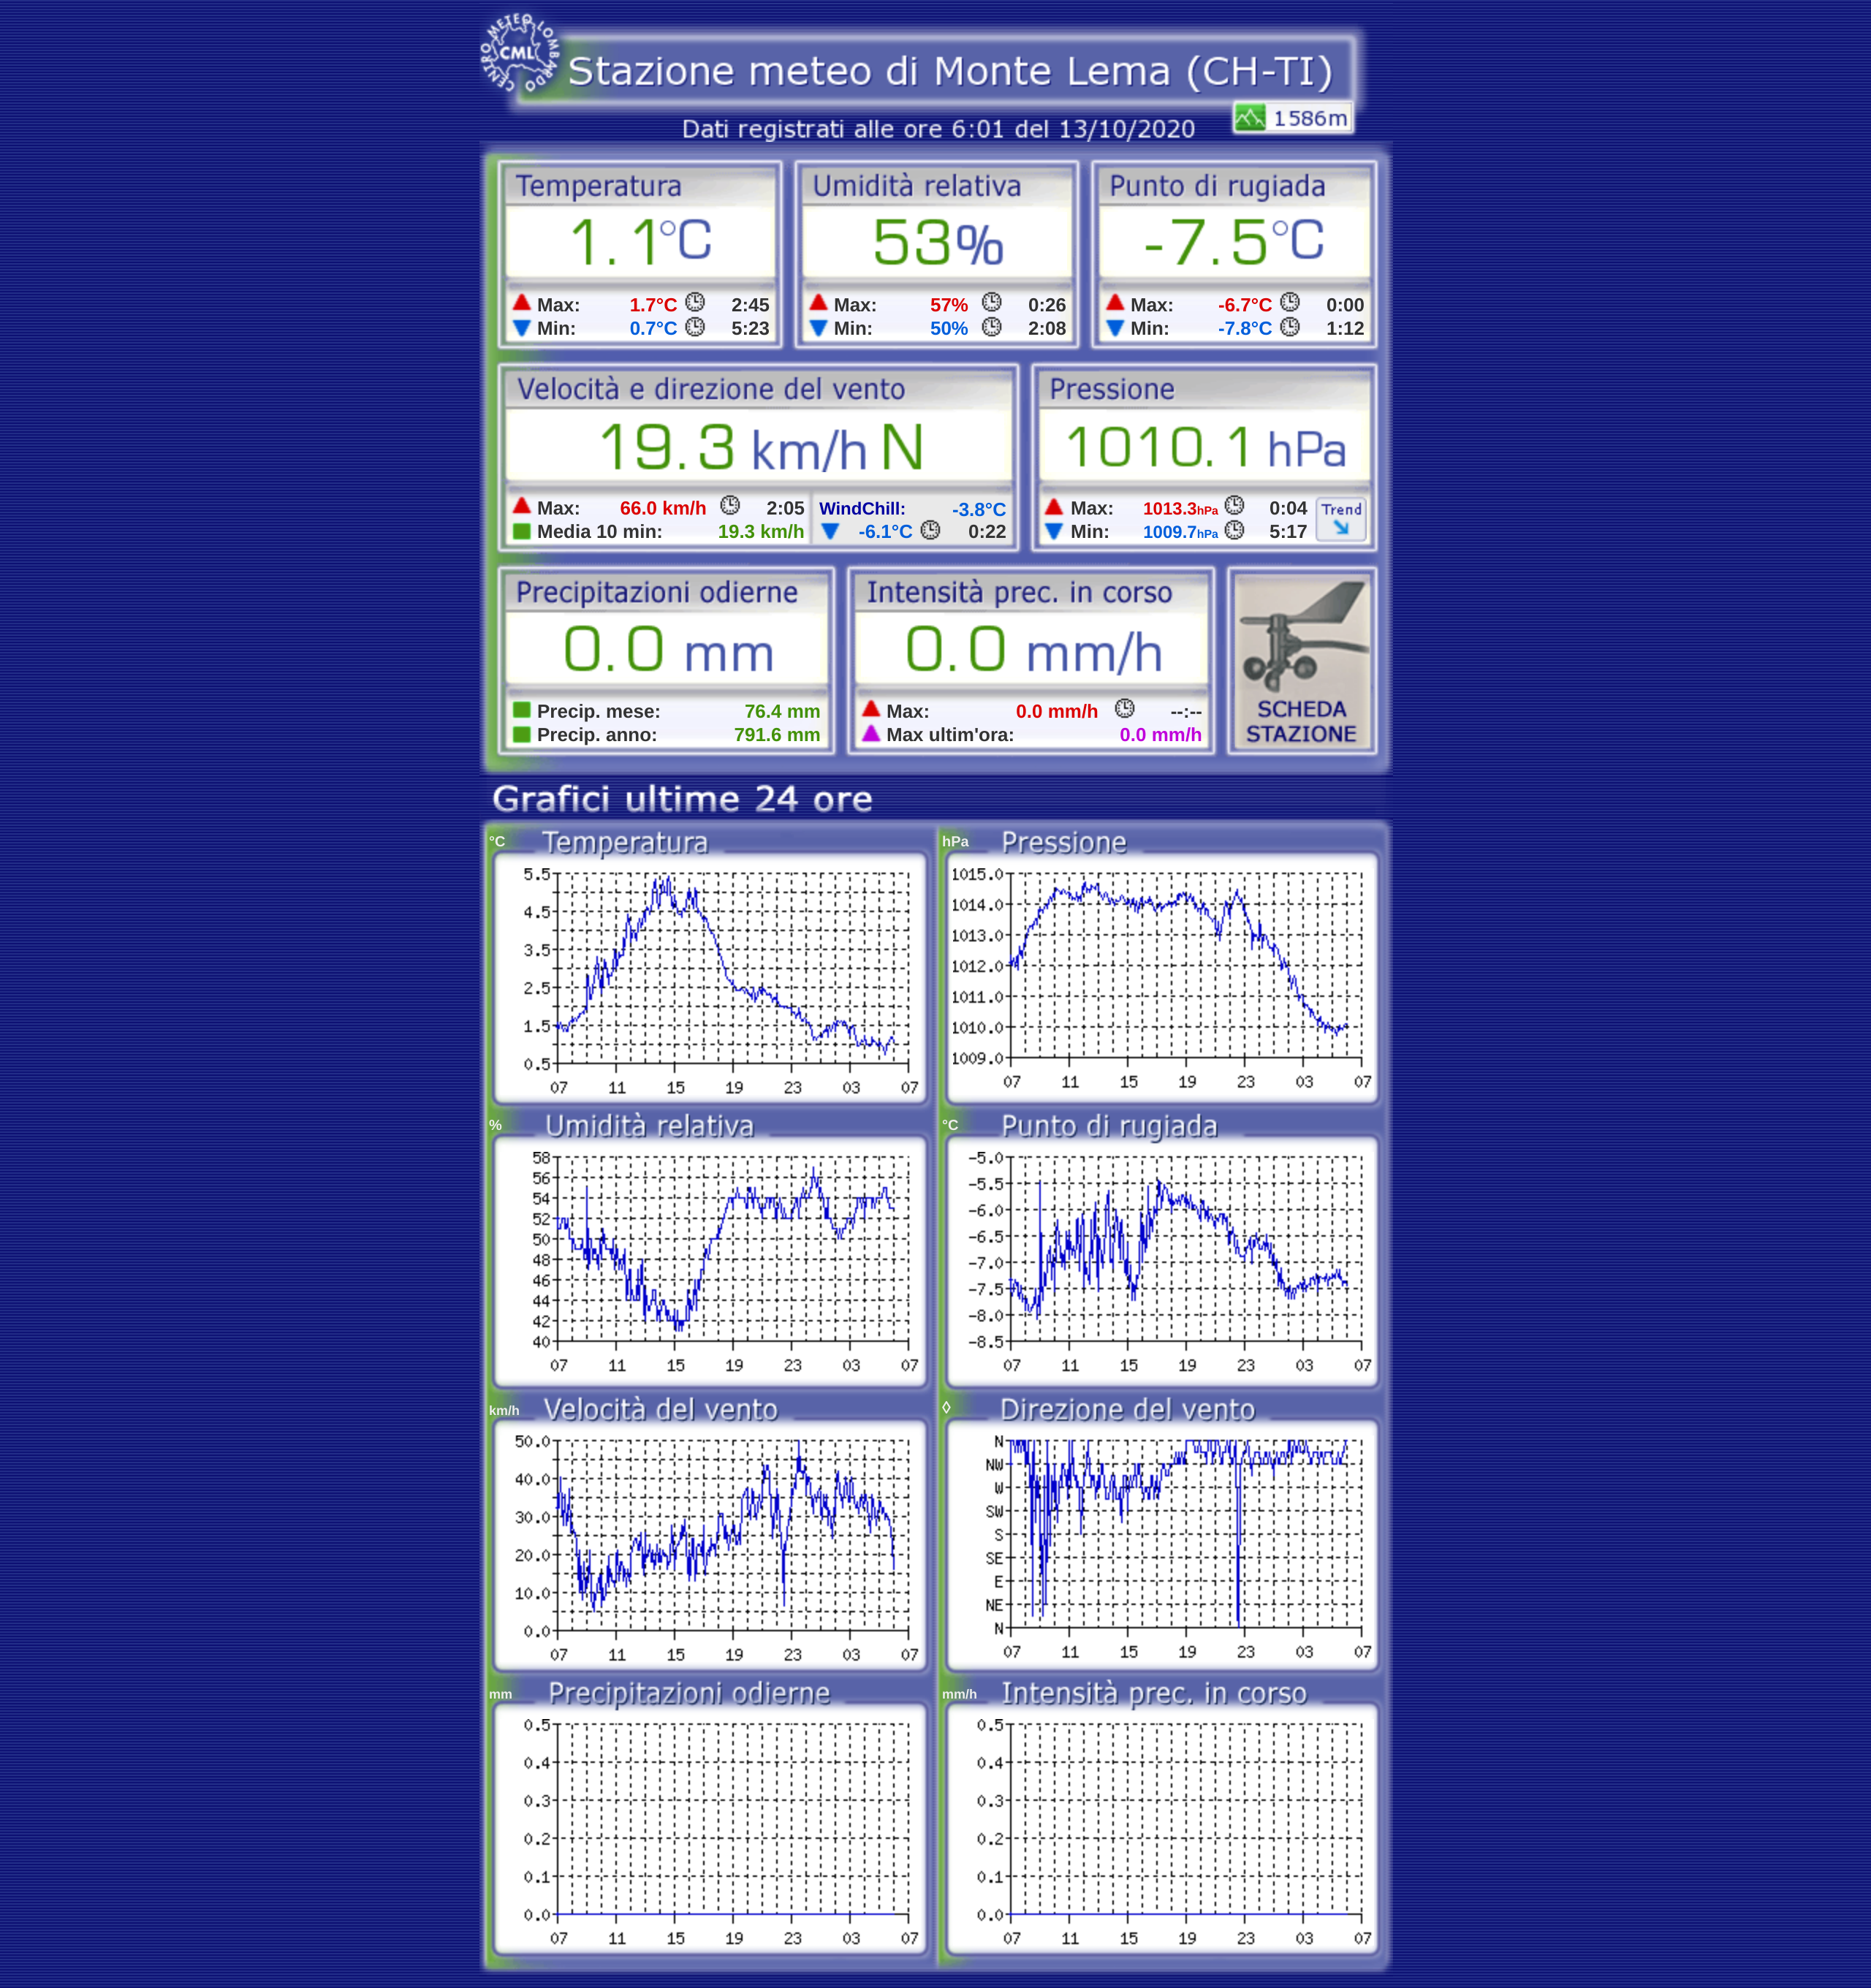 CENTRO METEO LOMBARDO
CML
Stazione meteo di Monte Lema (CH-TI)
1586m
Dati registrati alle ore 6:01 del 13/10/2020
Temperatura
1.1°C
Max: 1.7°C 2:45
Min: 0.7°C 5:23
Umidità relativa
53%
Max: 57% 0:26
Min: 50% 2:08
Punto di rugiada
-7.5°C
Max: -6.7°C 0:00
Min: -7.8°C 1:12
Velocità e direzione del vento
19.3 km/h N
Max: 66.0 km/h 2:05
Media 10 min: 19.3 km/h
WindChill: -3.8°C
-6.1°C 0:22
Pressione
1010.1 hPa
Max: 1013.3hPa 0:04
Min: 1009.7hPa 5:17
Trend
Precipitazioni odierne
0.0 mm
Precip. mese: 76.4 mm
Precip. anno: 791.6 mm
Intensità prec. in corso
0.0 mm/h
Max: 0.0 mm/h --:--
Max ultim'ora: 0.0 mm/h
SCHEDA
STAZIONE
Grafici ultime 24 ore
°C Temperatura
5.5
4.5
3.5
2.5
1.5
0.5
07 11 15 19 23 03 07
hPa Pressione
1015.0
1014.0
1013.0
1012.0
1011.0
1010.0
1009.0
07 11 15 19 23 03 07
% Umidità relativa
58
56
54
52
50
48
46
44
42
40
07 11 15 19 23 03 07
°C Punto di rugiada
-5.0
-5.5
-6.0
-6.5
-7.0
-7.5
-8.0
-8.5
07 11 15 19 23 03 07
km/h Velocità del vento
50.0
40.0
30.0
20.0
10.0
0.0
07 11 15 19 23 03 07
◊ Direzione del vento
N
NW
W
SW
S
SE
E
NE
N
07 11 15 19 23 03 07
mm Precipitazioni odierne
0.5
0.4
0.3
0.2
0.1
0.0
07 11 15 19 23 03 07
mm/h Intensità prec. in corso
0.5
0.4
0.3
0.2
0.1
0.0
07 11 15 19 23 03 07